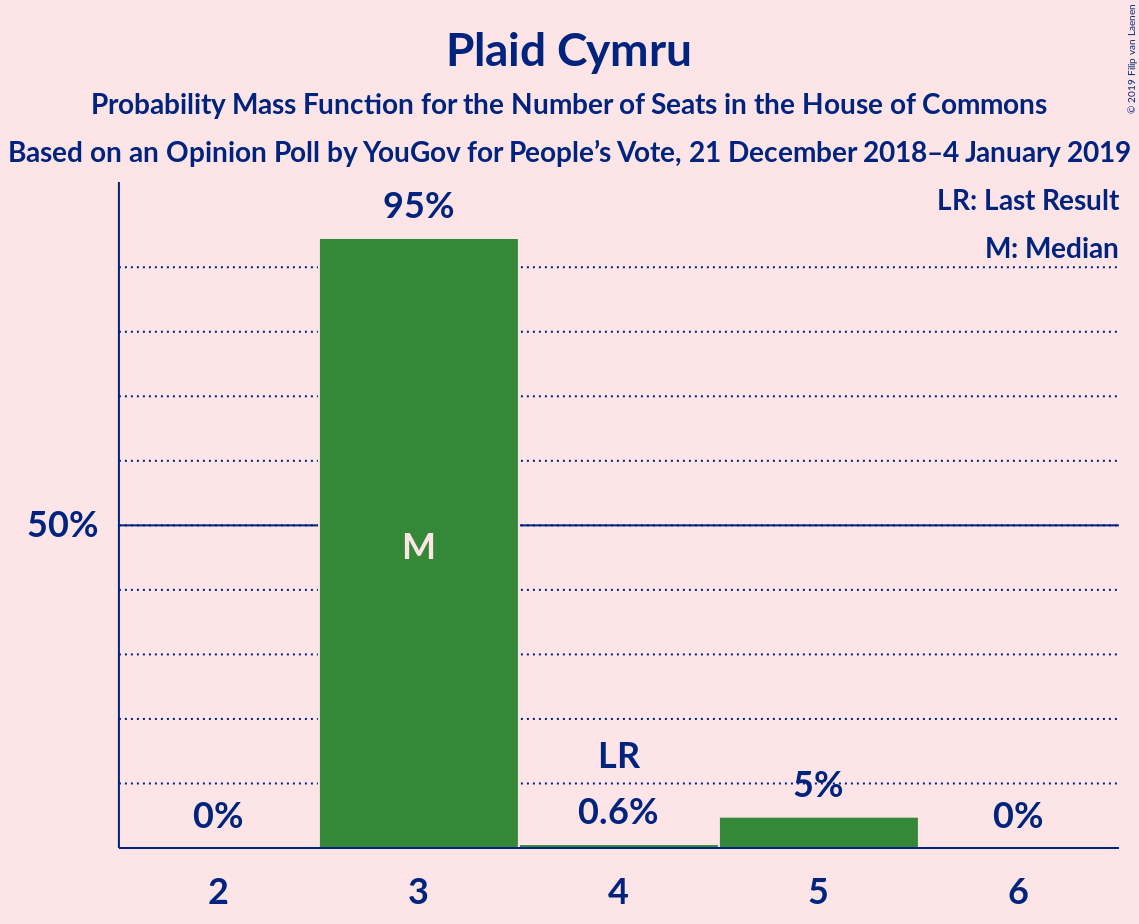 Plaid Cymru
Probability Mass Function for the Number of Seats in the House of Commons
Based on an Opinion Poll by YouGov for People’s Vote, 21 December 2018–4 January 2019
© 2019 Filip van Laenen
LR: Last Result
M: Median
95%
50%
M
LR
0%
0.6%
5%
0%
2
3
4
5
6